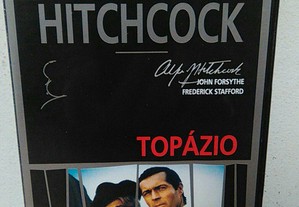 HITCHCOCK
Alfred Hitchcock
JOHN FORSYTHE
FREDERICK STAFFORD
TOPÁZIO